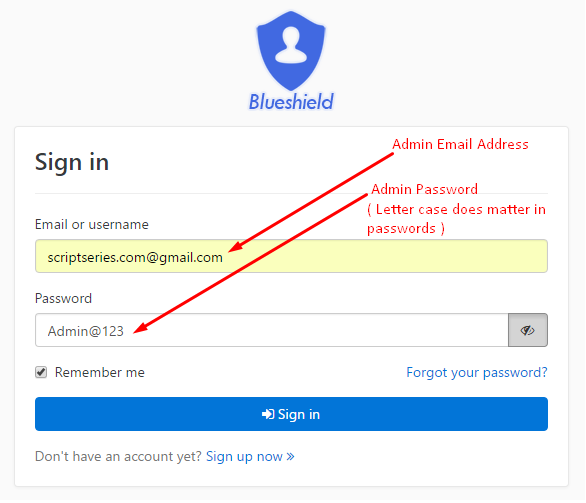 Blueshield
Admin Email Address
Sign in
Admin Password
( Letter case does matter in
passwords )
Email or username
scriptseries.com@gmail.com
Password
Admin@123
Remember me
Forgot your password?
Sign in
Don't have an account yet? Sign up now »